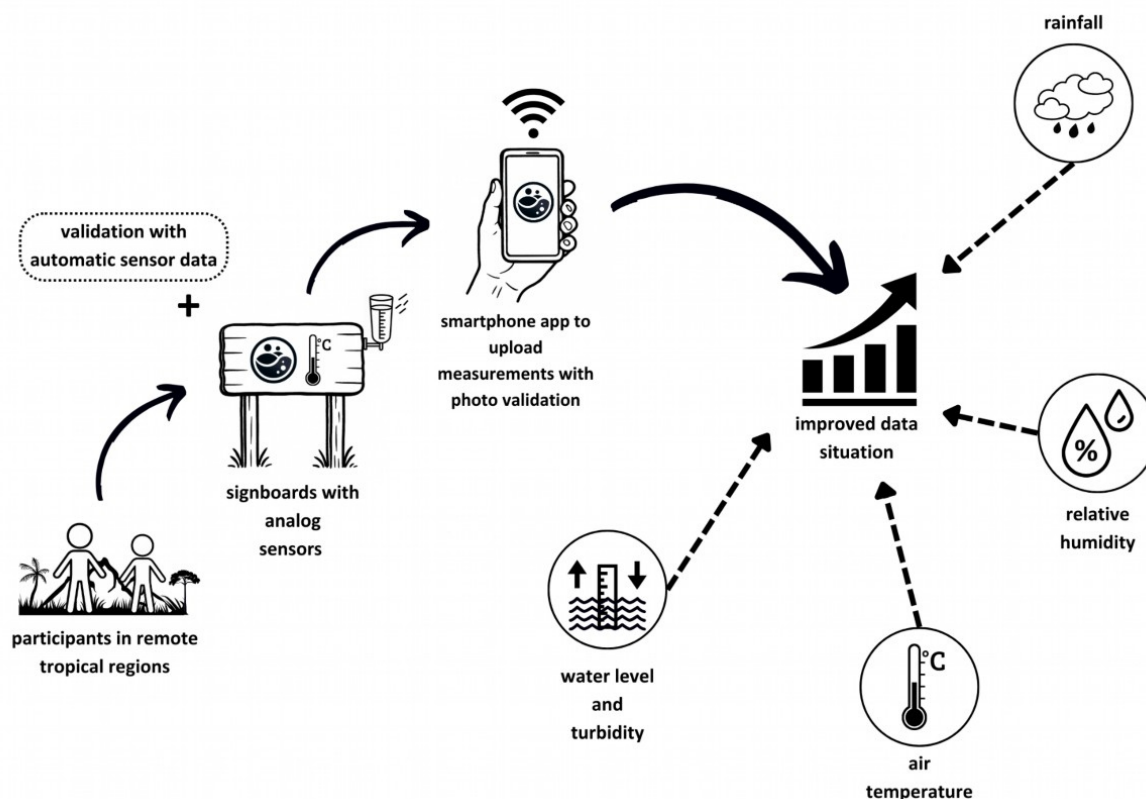 rainfall
validation with
automatic sensor data
+
°C
smartphone app to
upload
measurements with
photo validation
signboards with
analog
sensors
participants in remote
tropical regions
improved data
situation
%
relative
humidity
water level
and
turbidity
°C
air
temperature